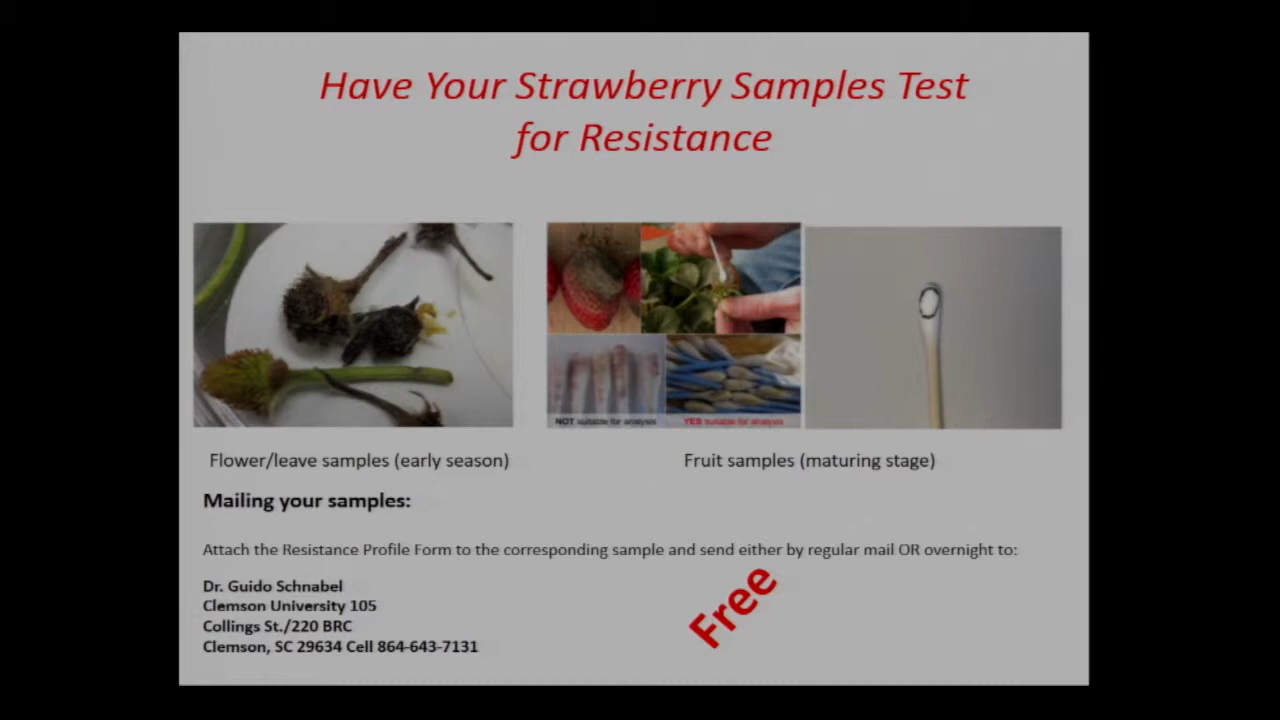 Have Your Strawberry Samples Test
for Resistance
NOT suitable for analysis
YES suitable for analysis
Flower/leave samples (early season)
Fruit samples (maturing stage)
Mailing your samples:
Attach the Resistance Profile Form to the corresponding sample and send either by regular mail OR overnight to:
Dr. Guido Schnabel
Clemson University 105
Collings St./220 BRC
Clemson, SC 29634 Cell 864-643-7131
Free